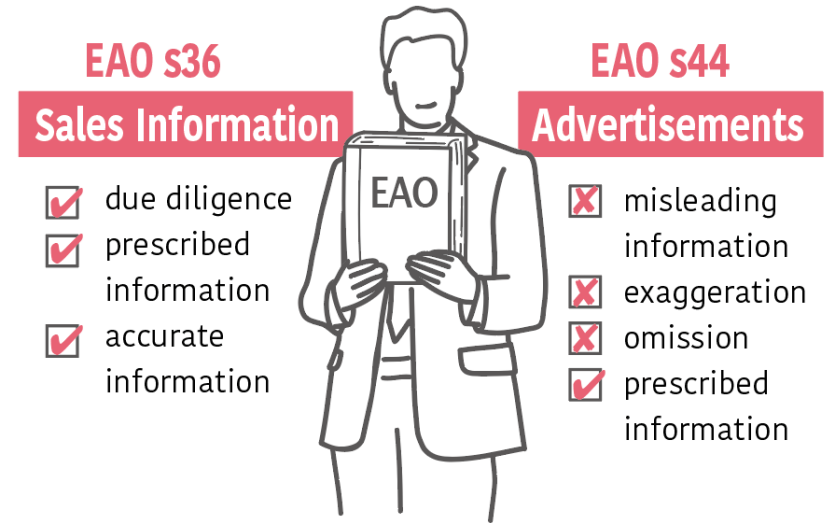 EAO s36
Sales Information
due diligence
prescribed
information
accurate
information
EAO
EAO s44
Advertisements
misleading
information
exaggeration
omission
prescribed
information